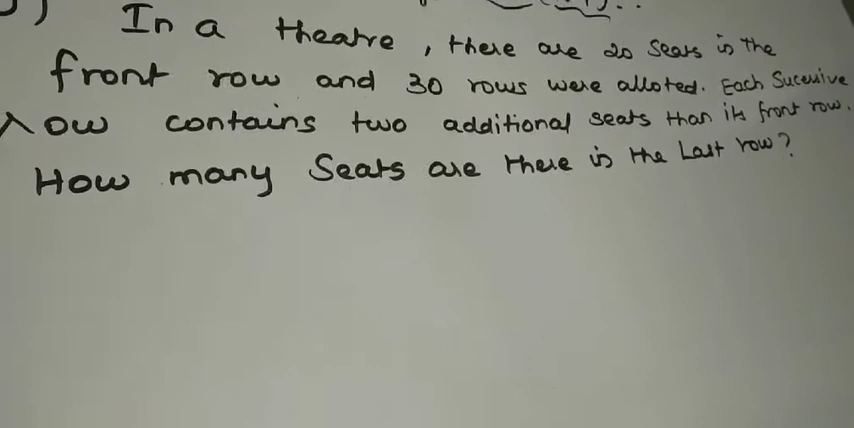 In a theatre, there are 20 seats in the
front row and 30 rows were alloted. Each Sucessive
row contains two additional seats than its front row.
How many Seats are there in the Last row?